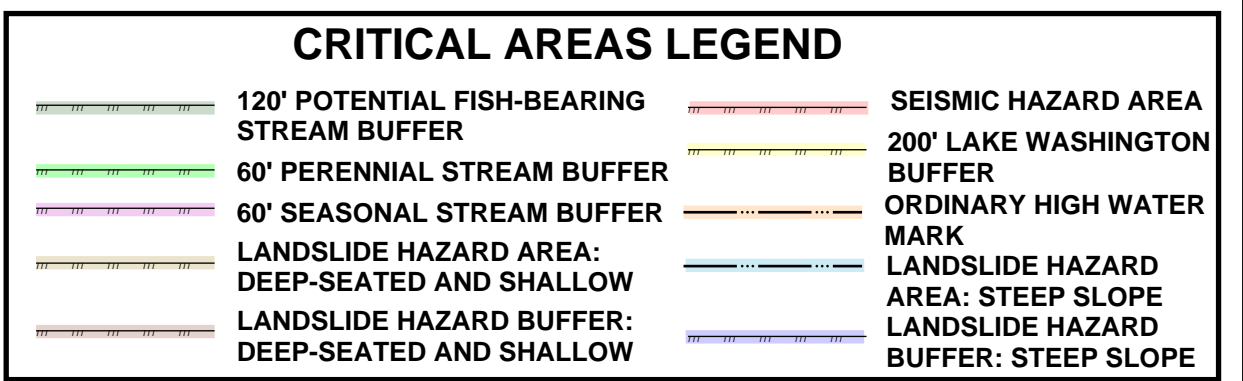 CRITICAL AREAS LEGEND
120' POTENTIAL FISH-BEARING
STREAM BUFFER
60' PERENNIAL STREAM BUFFER
60' SEASONAL STREAM BUFFER
LANDSLIDE HAZARD AREA:
DEEP-SEATED AND SHALLOW
LANDSLIDE HAZARD BUFFER:
DEEP-SEATED AND SHALLOW
SEISMIC HAZARD AREA
200' LAKE WASHINGTON
BUFFER
ORDINARY HIGH WATER
MARK
LANDSLIDE HAZARD
AREA: STEEP SLOPE
LANDSLIDE HAZARD
BUFFER: STEEP SLOPE